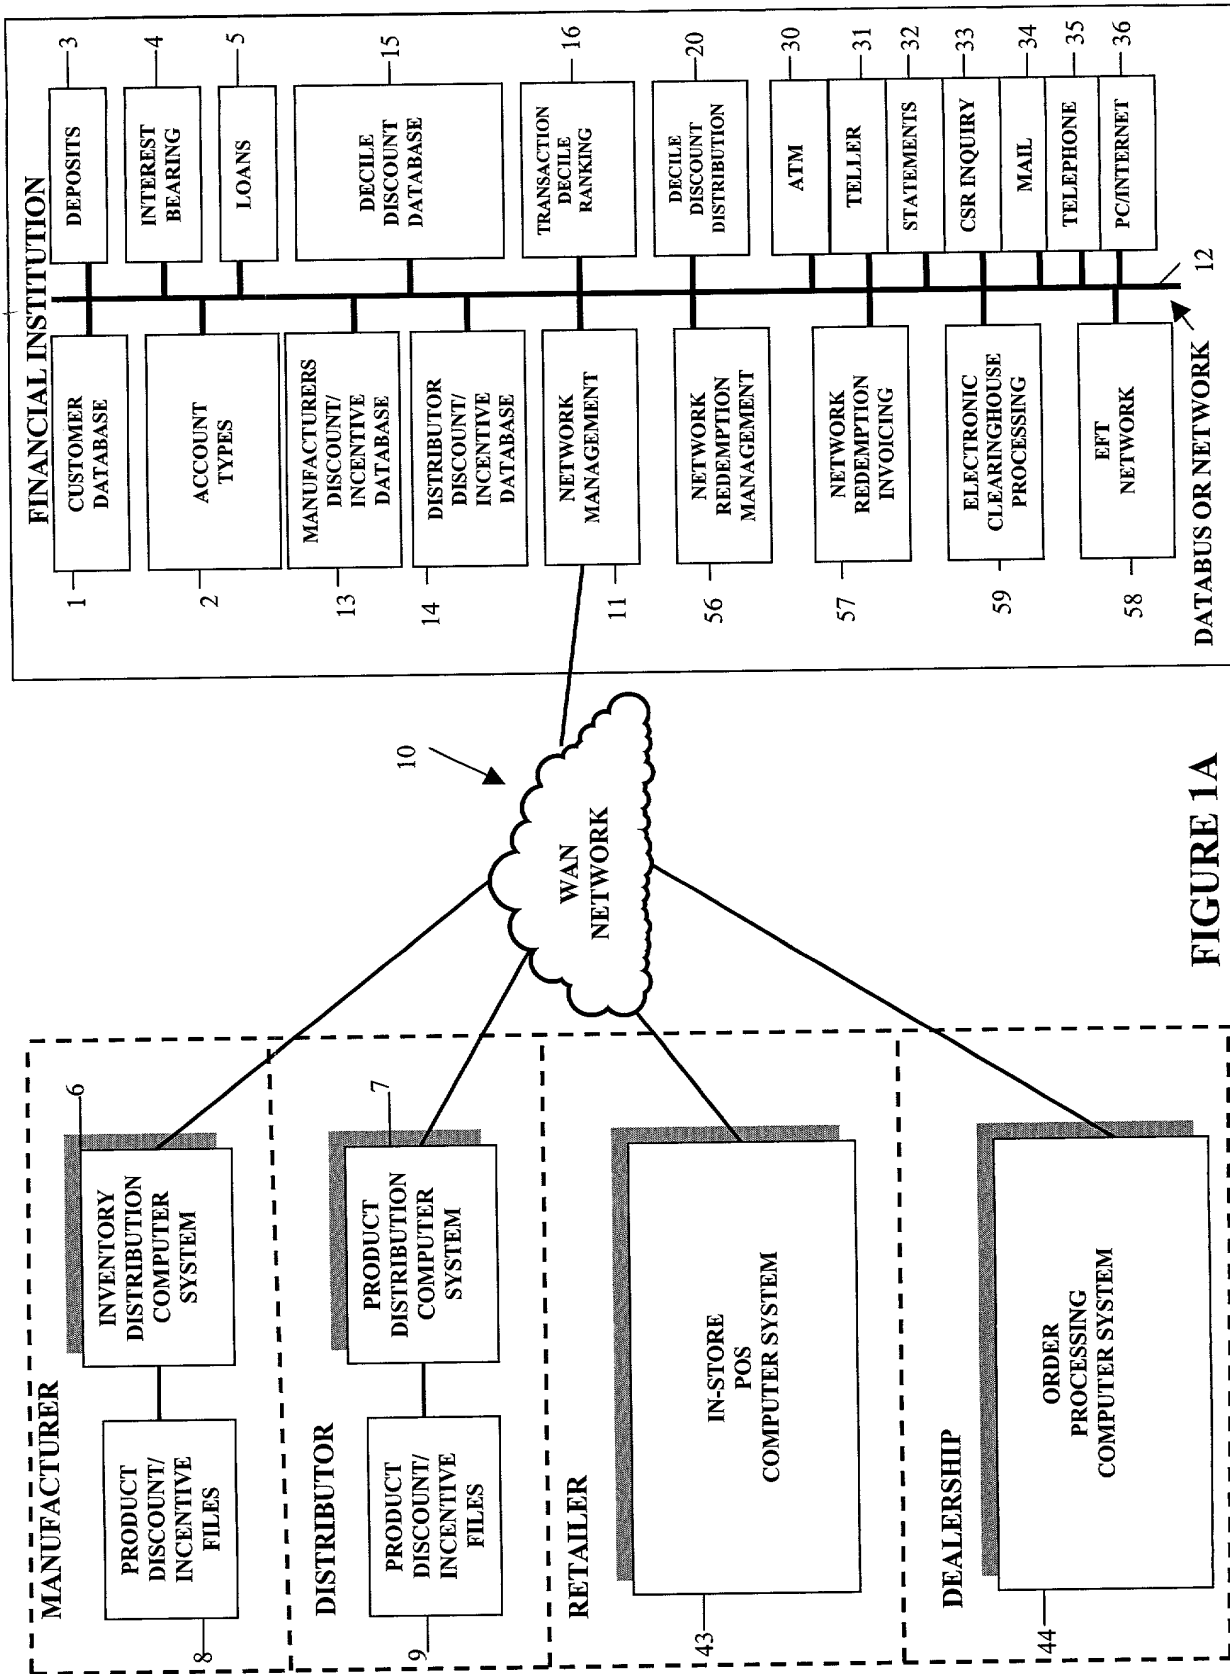 MANUFACTURER
8
PRODUCT
DISCOUNT/
INCENTIVE
FILES
6
INVENTORY
DISTRIBUTION
COMPUTER
SYSTEM
DISTRIBUTOR
9
PRODUCT
DISCOUNT/
INCENTIVE
FILES
7
PRODUCT
DISTRIBUTION
COMPUTER
SYSTEM
RETAILER
43
IN-STORE
POS
COMPUTER SYSTEM
DEALERSHIP
44
ORDER
PROCESSING
COMPUTER SYSTEM
10
WAN
NETWORK
FINANCIAL INSTITUTION
1
CUSTOMER
DATABASE
2
ACCOUNT
TYPES
13
MANUFACTURERS
DISCOUNT/
INCENTIVE
DATABASE
14
DISTRIBUTOR
DISCOUNT/
INCENTIVE
DATABASE
11
NETWORK
MANAGEMENT
56
NETWORK
REDEMPTION
MANAGEMENT
57
NETWORK
REDEMPTION
INVOICING
59
ELECTRONIC
CLEARINGHOUSE
PROCESSING
58
EFT
NETWORK
DEPOSITS
3
INTEREST
BEARING
4
LOANS
5
DECILE
DISCOUNT
DATABASE
15
TRANSACTION
DECILE
RANKING
16
DECILE
DISCOUNT
DISTRIBUTION
20
ATM
30
TELLER
31
STATEMENTS
32
CSR INQUIRY
33
MAIL
34
TELEPHONE
35
PC/INTERNET
36
12
DATABUS OR NETWORK
FIGURE 1A